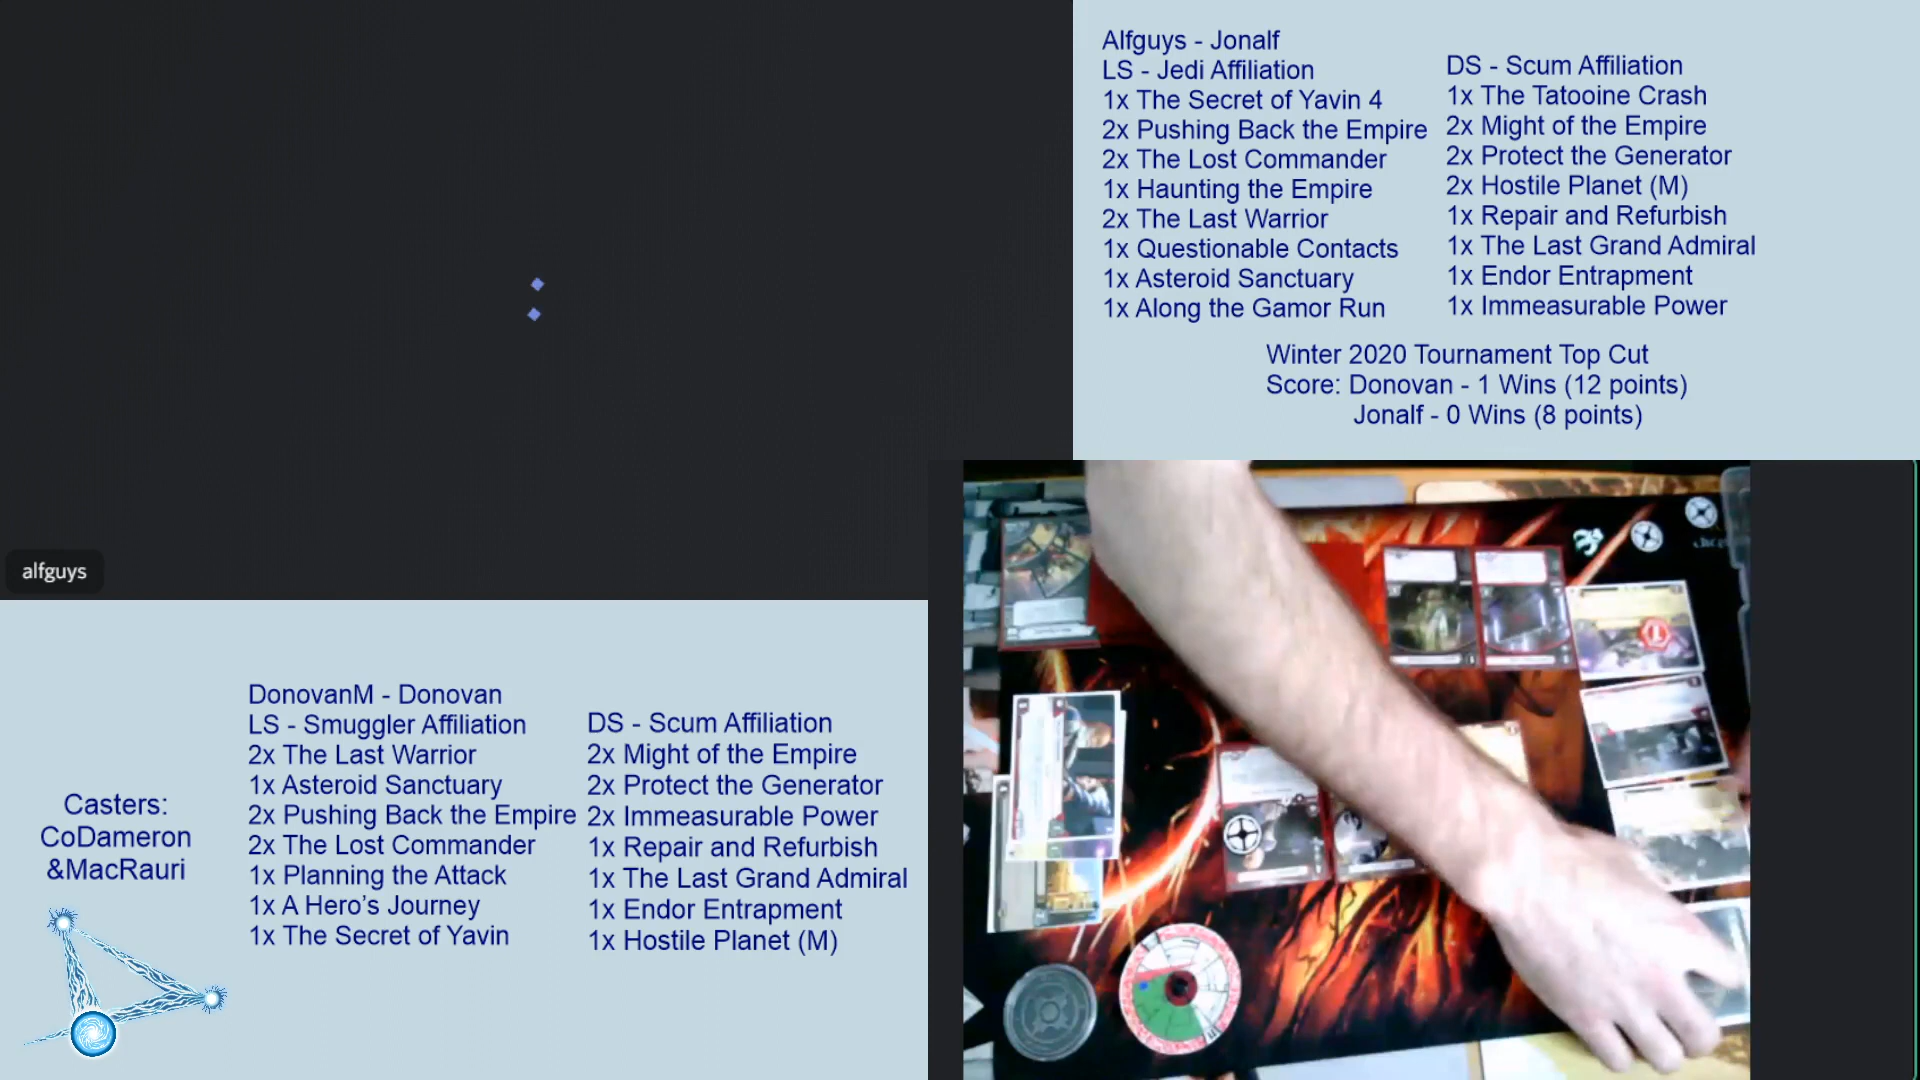 Alfguys - Jonalf
LS - Jedi Affiliation
1x The Secret of Yavin 4
2x Pushing Back the Empire
2x The Lost Commander
1x Haunting the Empire
2x The Last Warrior
1x Questionable Contacts
1x Asteroid Sanctuary
1x Along the Gamor Run
DS - Scum Affiliation
1x The Tatooine Crash
2x Might of the Empire
2x Protect the Generator
2x Hostile Planet (M)
1x Repair and Refurbish
1x The Last Grand Admiral
1x Endor Entrapment
1x Immeasurable Power
Winter 2020 Tournament Top Cut
Score: Donovan - 1 Wins (12 points)
Jonalf - 0 Wins (8 points)
alfguys
Casters:
CoDameron
&MacRauri
DonovanM - Donovan
LS - Smuggler Affiliation
2x The Last Warrior
1x Asteroid Sanctuary
2x Pushing Back the Empire
2x The Lost Commander
1x Planning the Attack
1x A Hero's Journey
1x The Secret of Yavin
DS - Scum Affiliation
2x Might of the Empire
2x Protect the Generator
2x Immeasurable Power
1x Repair and Refurbish
1x The Last Grand Admiral
1x Endor Entrapment
1x Hostile Planet (M)